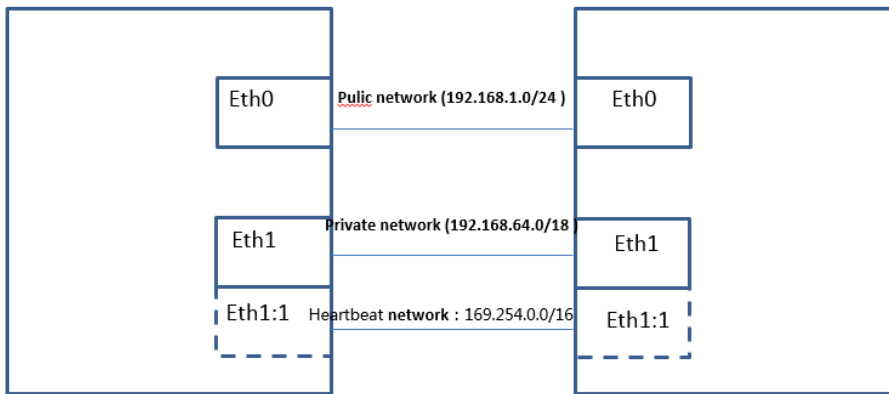 Eth0
Pulic network (192.168.1.0/24 )
Eth0
Eth1
Private network (192.168.64.0/18 )
Eth1
Eth1:1
Heartbeat network : 169.254.0.0/16
Eth1:1